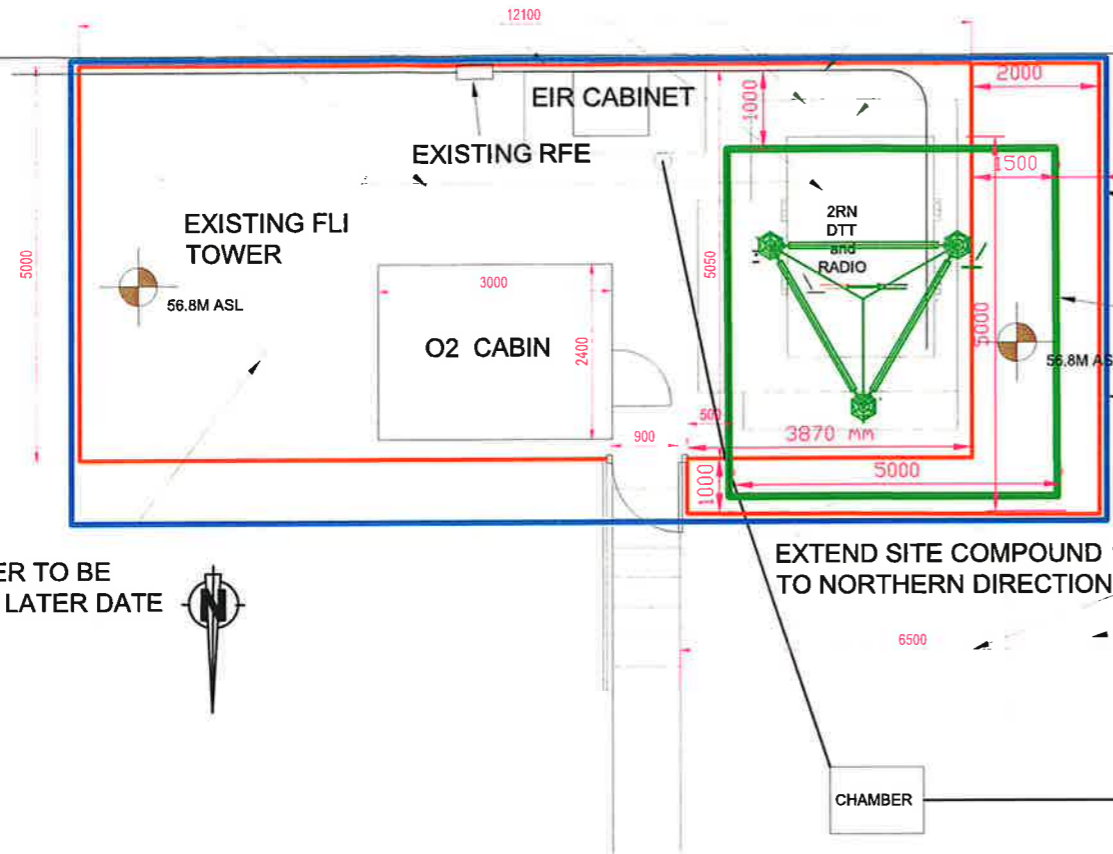 12100
2000
EIR CABINET
1000
EXISTING RFE
1500
EXISTING FLI
TOWER
2RN
DTT
and
RADIO
5000
5050
3000
56.8M ASL
O2 CABIN
2400
5000
56.8M AS
500
900
3870 MM
5000
1000
EXTEND SITE COMPOUND
TO NORTHERN DIRECTION
ER TO BE
LATER DATE
N
6500
CHAMBER